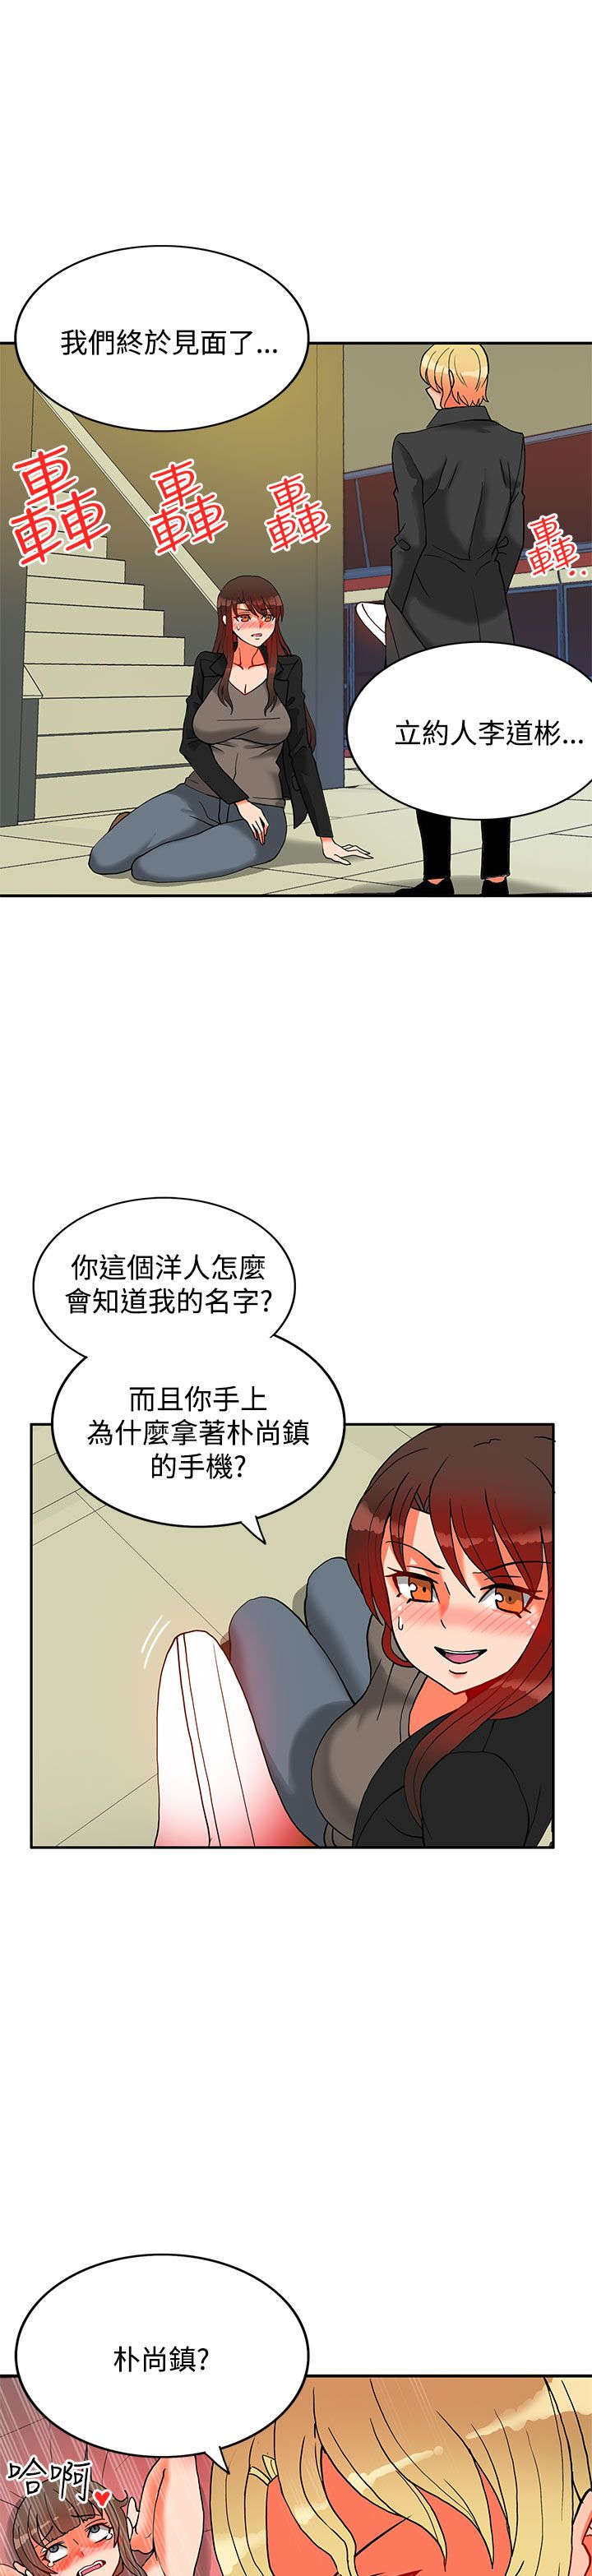 我們終於見面了...
轟
轟
轟
轟..
立約人李道彬...
你這個洋人怎麼
會知道我的名字?
而且你手上
為什麼拿著朴尚鎮
的手機?
朴尚鎮?
哈啊♥